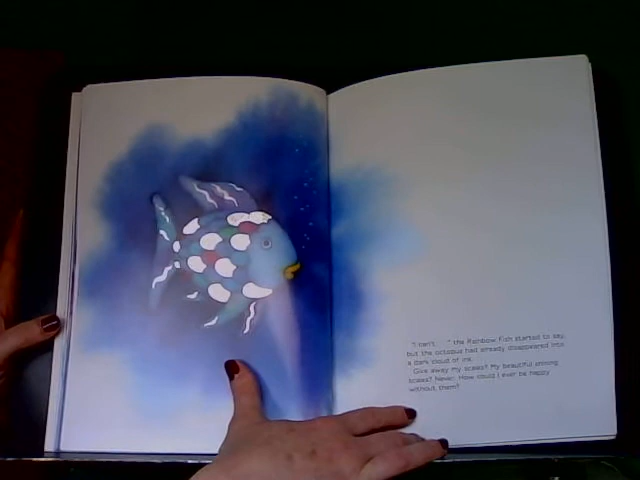 "I can't. . ." the Rainbow Fish started to say,
but the octopus had already disappeared into
a dark cloud of ink.
Give away my scales? My beautiful shining
scales? Never. How could I ever be happy
without them?